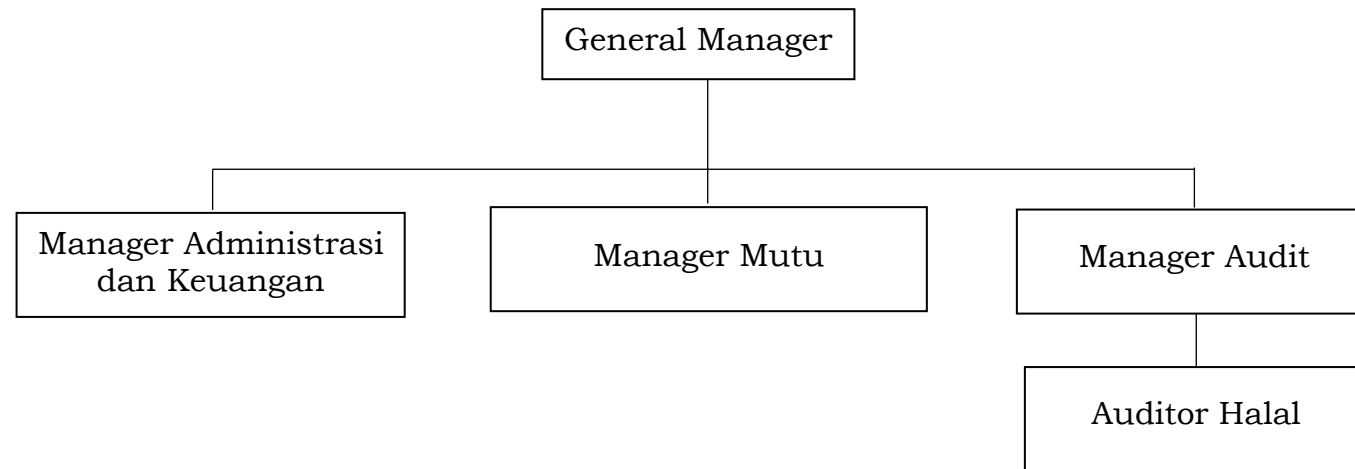 General Manager
Manager Administrasi
dan Keuangan
Manager Mutu
Manager Audit
Auditor Halal